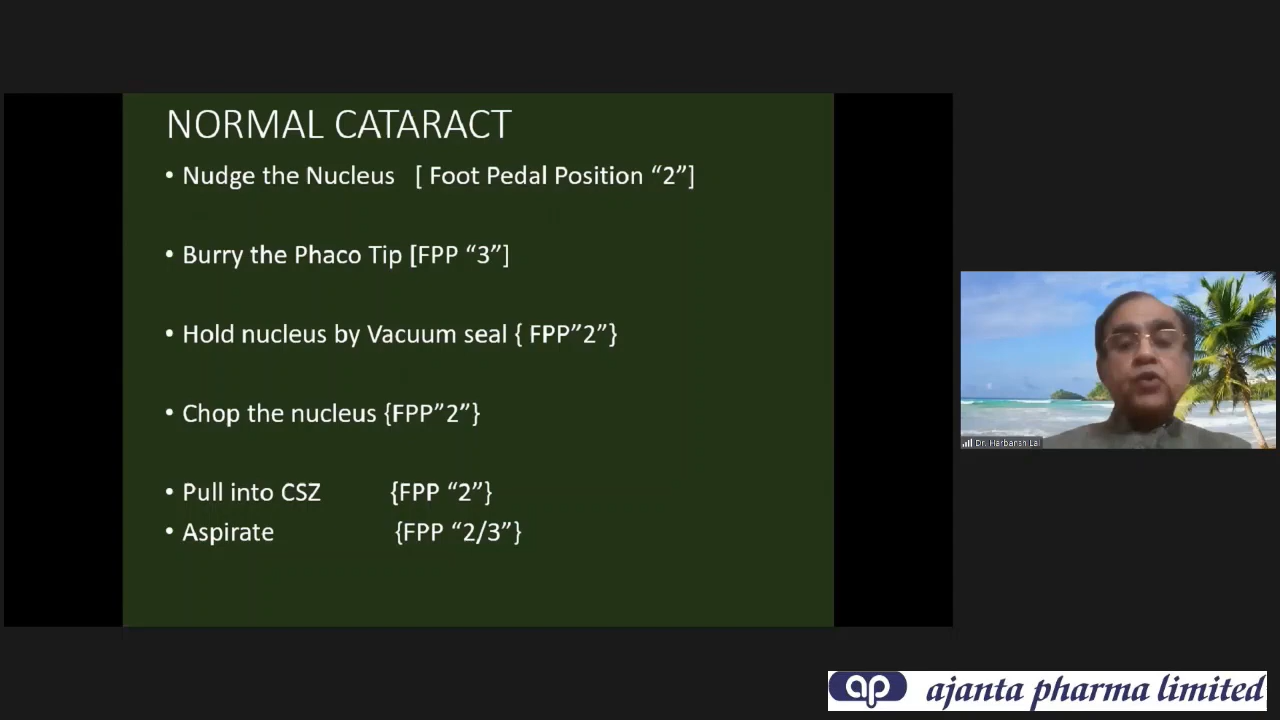 NORMAL CATARACT
• Nudge the Nucleus [ Foot Pedal Position “2”]
• Burry the Phaco Tip [FPP “3”]
• Hold nucleus by Vacuum seal { FPP”2”}
• Chop the nucleus {FPP”2”}
• Pull into CSZ {FPP “2”}
• Aspirate {FPP “2/3”}
Dr. Harbansh Lal
ap ajanta pharma limited